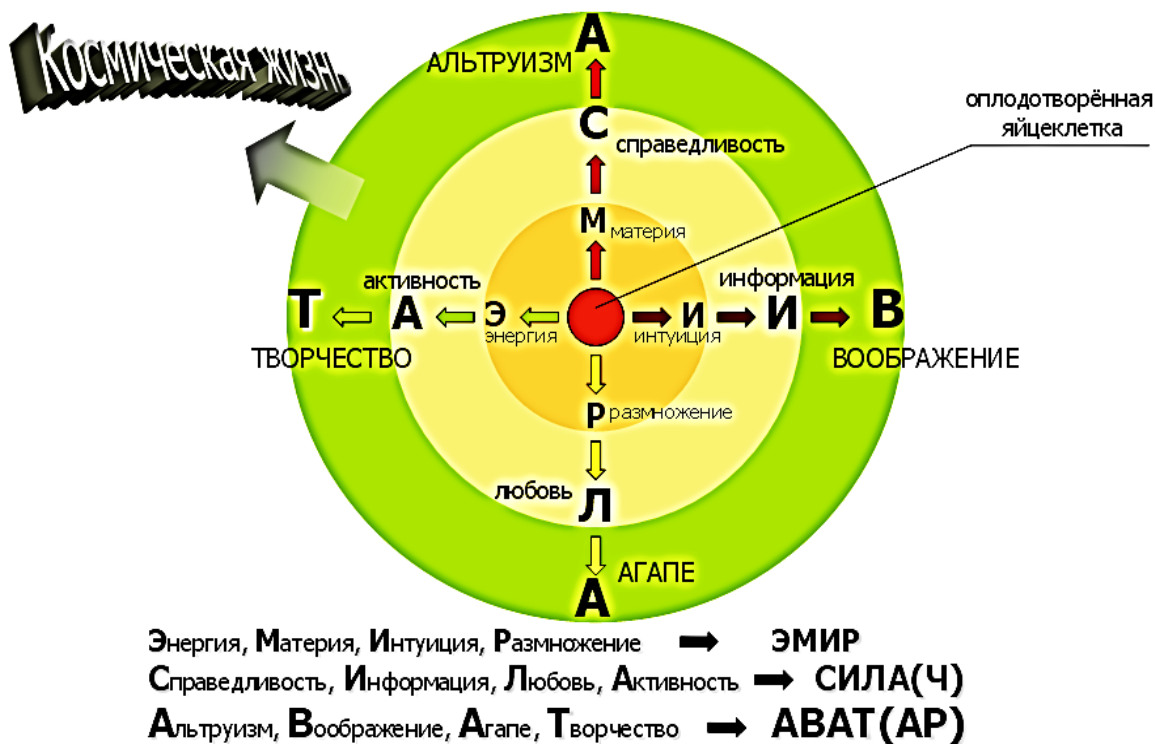 Космическая жизнь
А
АЛЬТРУИЗМ
С
справедливость
оплодотворённая
яйцеклетка
М
материя
активность
информация
Т А Э И И В
энергия интуиция
ТВОРЧЕСТВО ВООБРАЖЕНИЕ
Р размножение
любовь
Л
АГАПЕ
А
Энергия, Материя, Интуиция, Размножение ЭМИР
Справедливость, Информация, Любовь, Активность СИЛА(Ч)
Альтруизм, Воображение, Агапе, Творчество АВАТ(АР)